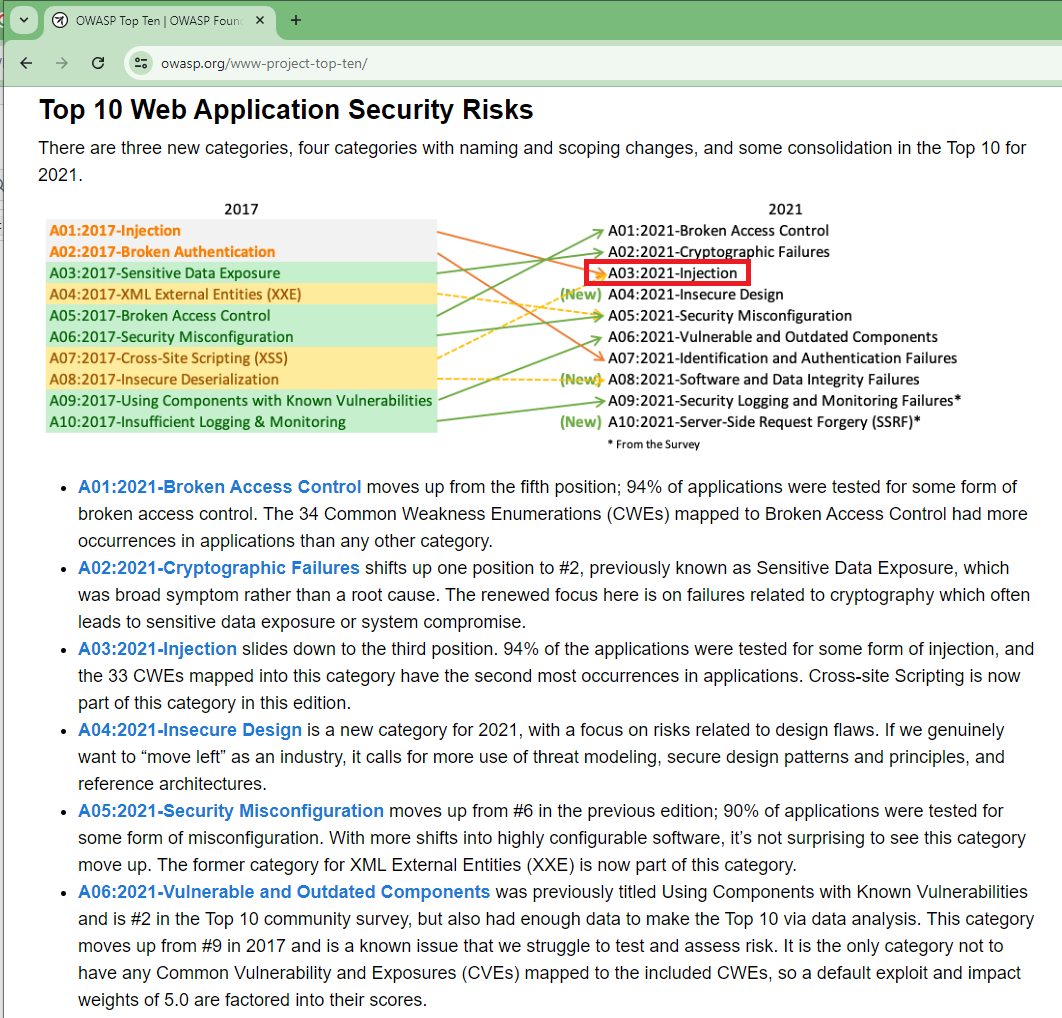 OWASP Top Ten | OWASP Foun
owasp.org/www-project-top-ten/
Top 10 Web Application Security Risks
There are three new categories, four categories with naming and scoping changes, and some consolidation in the Top 10 for
2021.
2017
A01:2017-Injection
A02:2017-Broken Authentication
A03:2017-Sensitive Data Exposure
A04:2017-XML External Entities (XXE)
A05:2017-Broken Access Control
A06:2017-Security Misconfiguration
A07:2017-Cross-Site Scripting (XSS)
A08:2017-Insecure Deserialization
A09:2017-Using Components with Known Vulnerabilities
A10:2017-Insufficient Logging & Monitoring
2021
A01:2021-Broken Access Control
A02:2021-Cryptographic Failures
A03:2021-Injection
(New) A04:2021-Insecure Design
A05:2021-Security Misconfiguration
A06:2021-Vulnerable and Outdated Components
A07:2021-Identification and Authentication Failures
(New) A08:2021-Software and Data Integrity Failures
A09:2021-Security Logging and Monitoring Failures*
(New) A10:2021-Server-Side Request Forgery (SSRF)*
* From the Survey
• A01:2021-Broken Access Control moves up from the fifth position; 94% of applications were tested for some form of
broken access control. The 34 Common Weakness Enumerations (CWEs) mapped to Broken Access Control had more
occurrences in applications than any other category.
• A02:2021-Cryptographic Failures shifts up one position to #2, previously known as Sensitive Data Exposure, which
was broad symptom rather than a root cause. The renewed focus here is on failures related to cryptography which often
leads to sensitive data exposure or system compromise.
• A03:2021-Injection slides down to the third position. 94% of the applications were tested for some form of injection, and
the 33 CWEs mapped into this category have the second most occurrences in applications. Cross-site Scripting is now
part of this category in this edition.
• A04:2021-Insecure Design is a new category for 2021, with a focus on risks related to design flaws. If we genuinely
want to “move left” as an industry, it calls for more use of threat modeling, secure design patterns and principles, and
reference architectures.
• A05:2021-Security Misconfiguration moves up from #6 in the previous edition; 90% of applications were tested for
some form of misconfiguration. With more shifts into highly configurable software, it’s not surprising to see this category
move up. The former category for XML External Entities (XXE) is now part of this category.
• A06:2021-Vulnerable and Outdated Components was previously titled Using Components with Known Vulnerabilities
and is #2 in the Top 10 community survey, but also had enough data to make the Top 10 via data analysis. This category
moves up from #9 in 2017 and is a known issue that we struggle to test and assess risk. It is the only category not to
have any Common Vulnerability and Exposures (CVEs) mapped to the included CWEs, so a default exploit and impact
weights of 5.0 are factored into their scores.